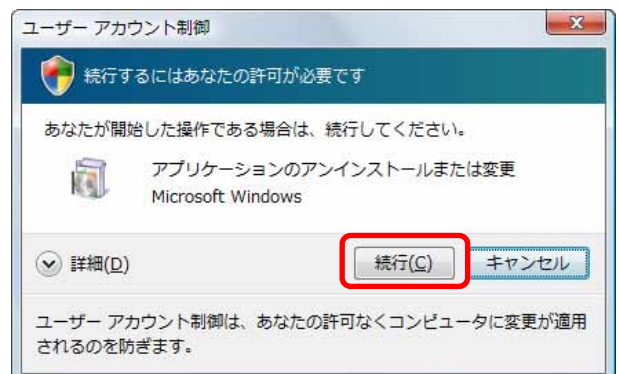 ユーザー アカウント制御
続行するにはあなたの許可が必要です
あなたが開始した操作である場合は、続行してください。
アプリケーションのアンインストールまたは変更
Microsoft Windows
詳細(D)
続行(C)
キャンセル
ユーザー アカウント制御は、あなたの許可なくコンピュータに変更が適用
されるのを防ぎます。